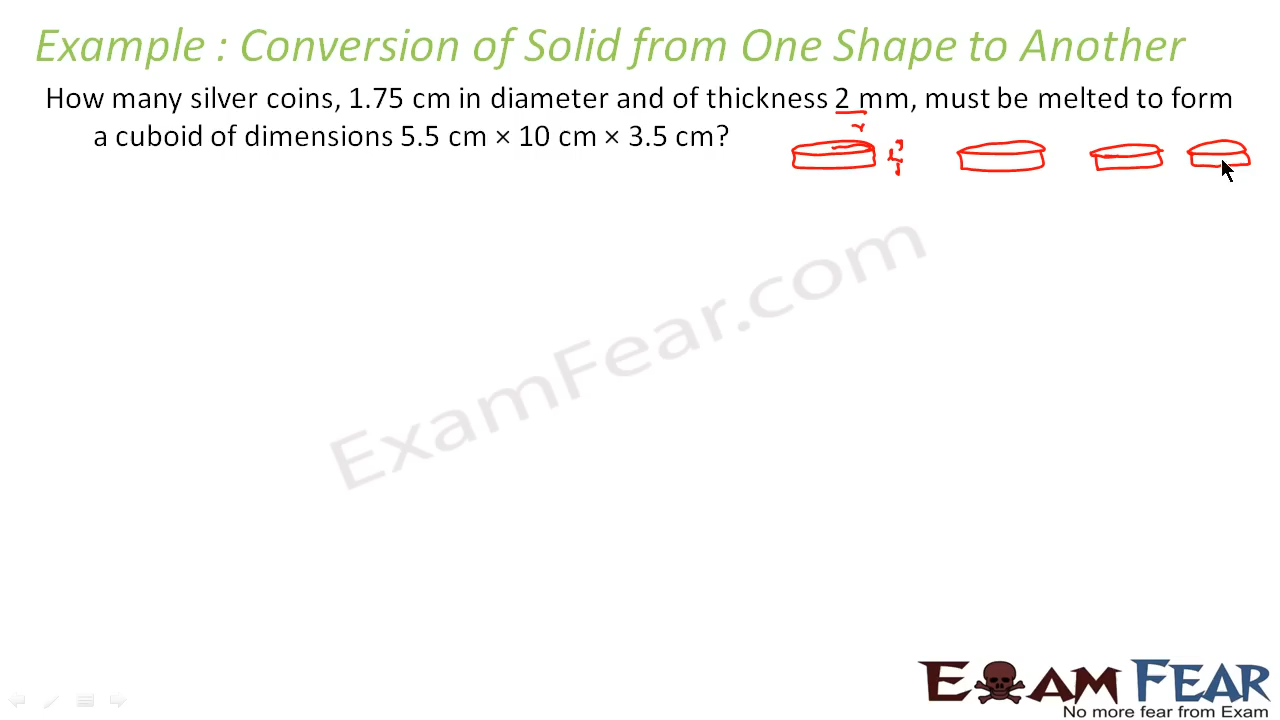 Example : Conversion of Solid from One Shape to Another
How many silver coins, 1.75 cm in diameter and of thickness 2 mm, must be melted to form
a cuboid of dimensions 5.5 cm × 10 cm × 3.5 cm?
r
h
ExamFear.com
EXAM FEAR
No more fear from Exam